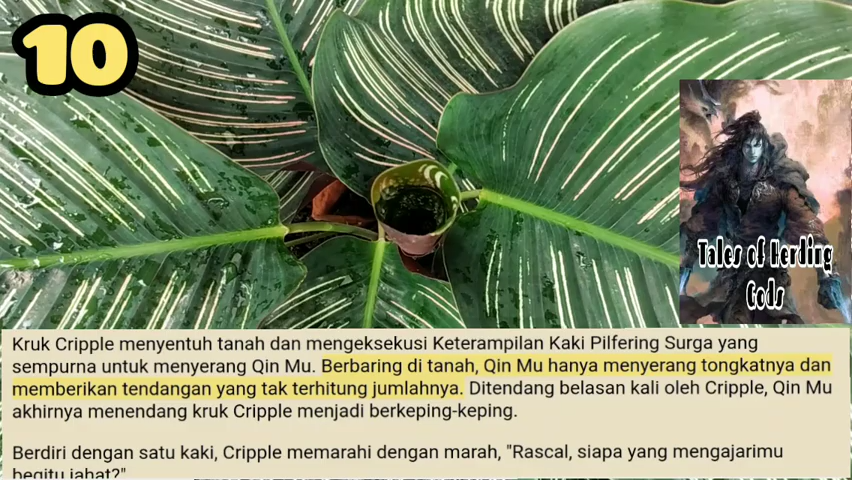 10
Tales of Herding
Gods
Kruk Cripple menyentuh tanah dan mengeksekusi Keterampilan Kaki Pilfering Surga yang
sempurna untuk menyerang Qin Mu. Berbaring di tanah, Qin Mu hanya menyerang tongkatnya dan
memberikan tendangan yang tak terhitung jumlahnya. Ditendang belasan kali oleh Cripple, Qin Mu
akhirnya menendang kruk Cripple menjadi berkeping-keping.
Berdiri dengan satu kaki, Cripple memarahi dengan marah, "Rascal, siapa yang mengajarimu
begitu jahat?"